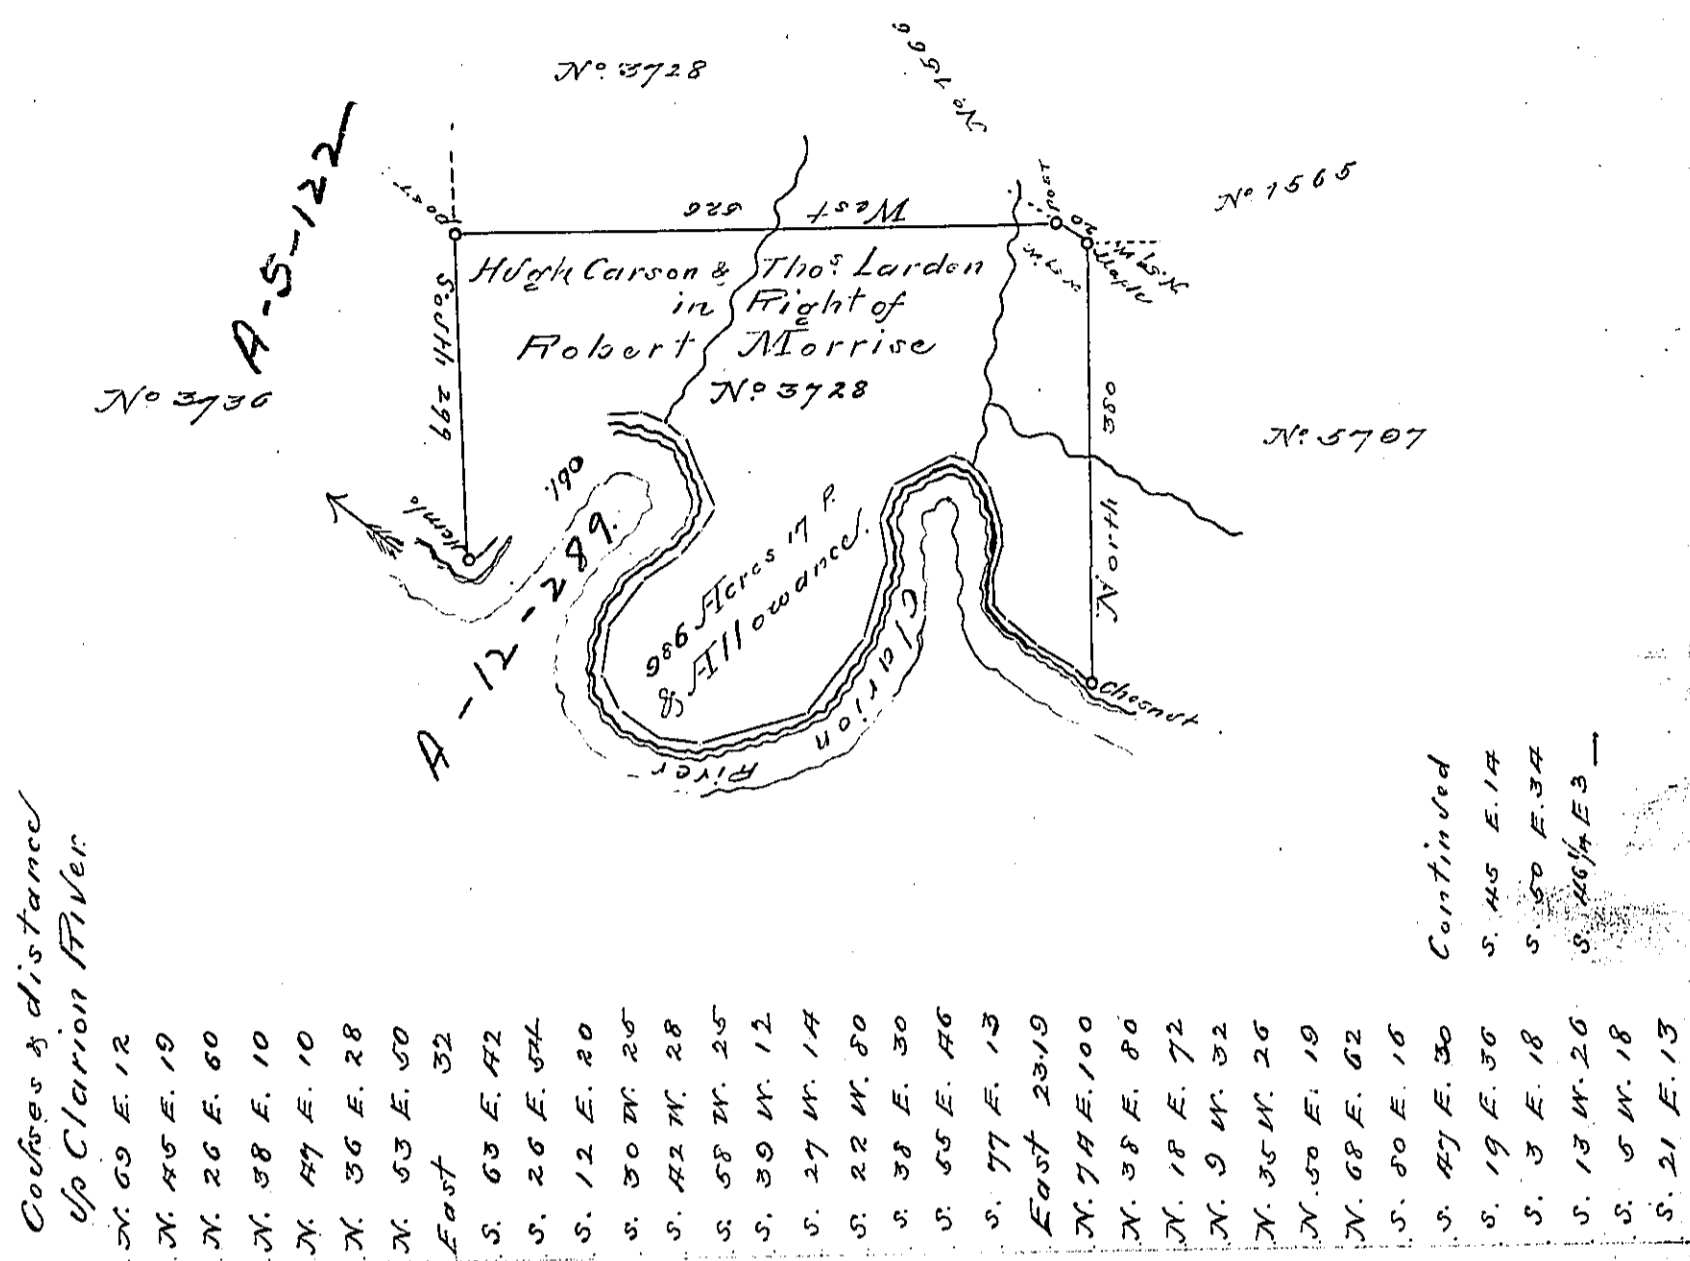 No. 3728
No. 1566
A-S-122
No. 1565
Post
Post
West 526
20
N. 57 W.
South 299
Hugh Carson & Thos. Lardon
in Right of
Robert Morrise
No. 3728
No. 3736
No. 5707
North 380
190.
Hemlo
A-12-289.
986 Acres 17 P.
& Allowance.
Clarion
River
Chesnut
Courses & distance
Up Clarion River.
N. 69 E. 12
N. 45 E. 19
N. 26 E. 60
N. 38 E. 10
N. 47 E. 10
N. 36 E. 28
N. 53 E. 50
East 32
S. 63 E. 42
S. 26 E. 54
S. 12 E. 20
S. 30 W. 25
S. 42 W. 28
S. 58 W. 25
S. 39 W. 12
S. 27 W. 14
S. 22 W. 80
S. 38 E. 30
S. 55 E. 46
S. 77 E. 13
East 23.19
N. 74 E. 100
N. 38 E. 80
N. 18 E. 72
N. 9 W. 32
N. 35 W. 26
N. 50 E. 19
N. 68 E. 62
S. 80 E. 16
S. 47 E. 30
S. 19 E. 36
S. 3 E. 18
S. 13 W. 26
S. 5 W. 18
S. 21 E. 13
Continued
S. 45 E. 14
S. 50 E. 34
S. 46 1/4 E 3